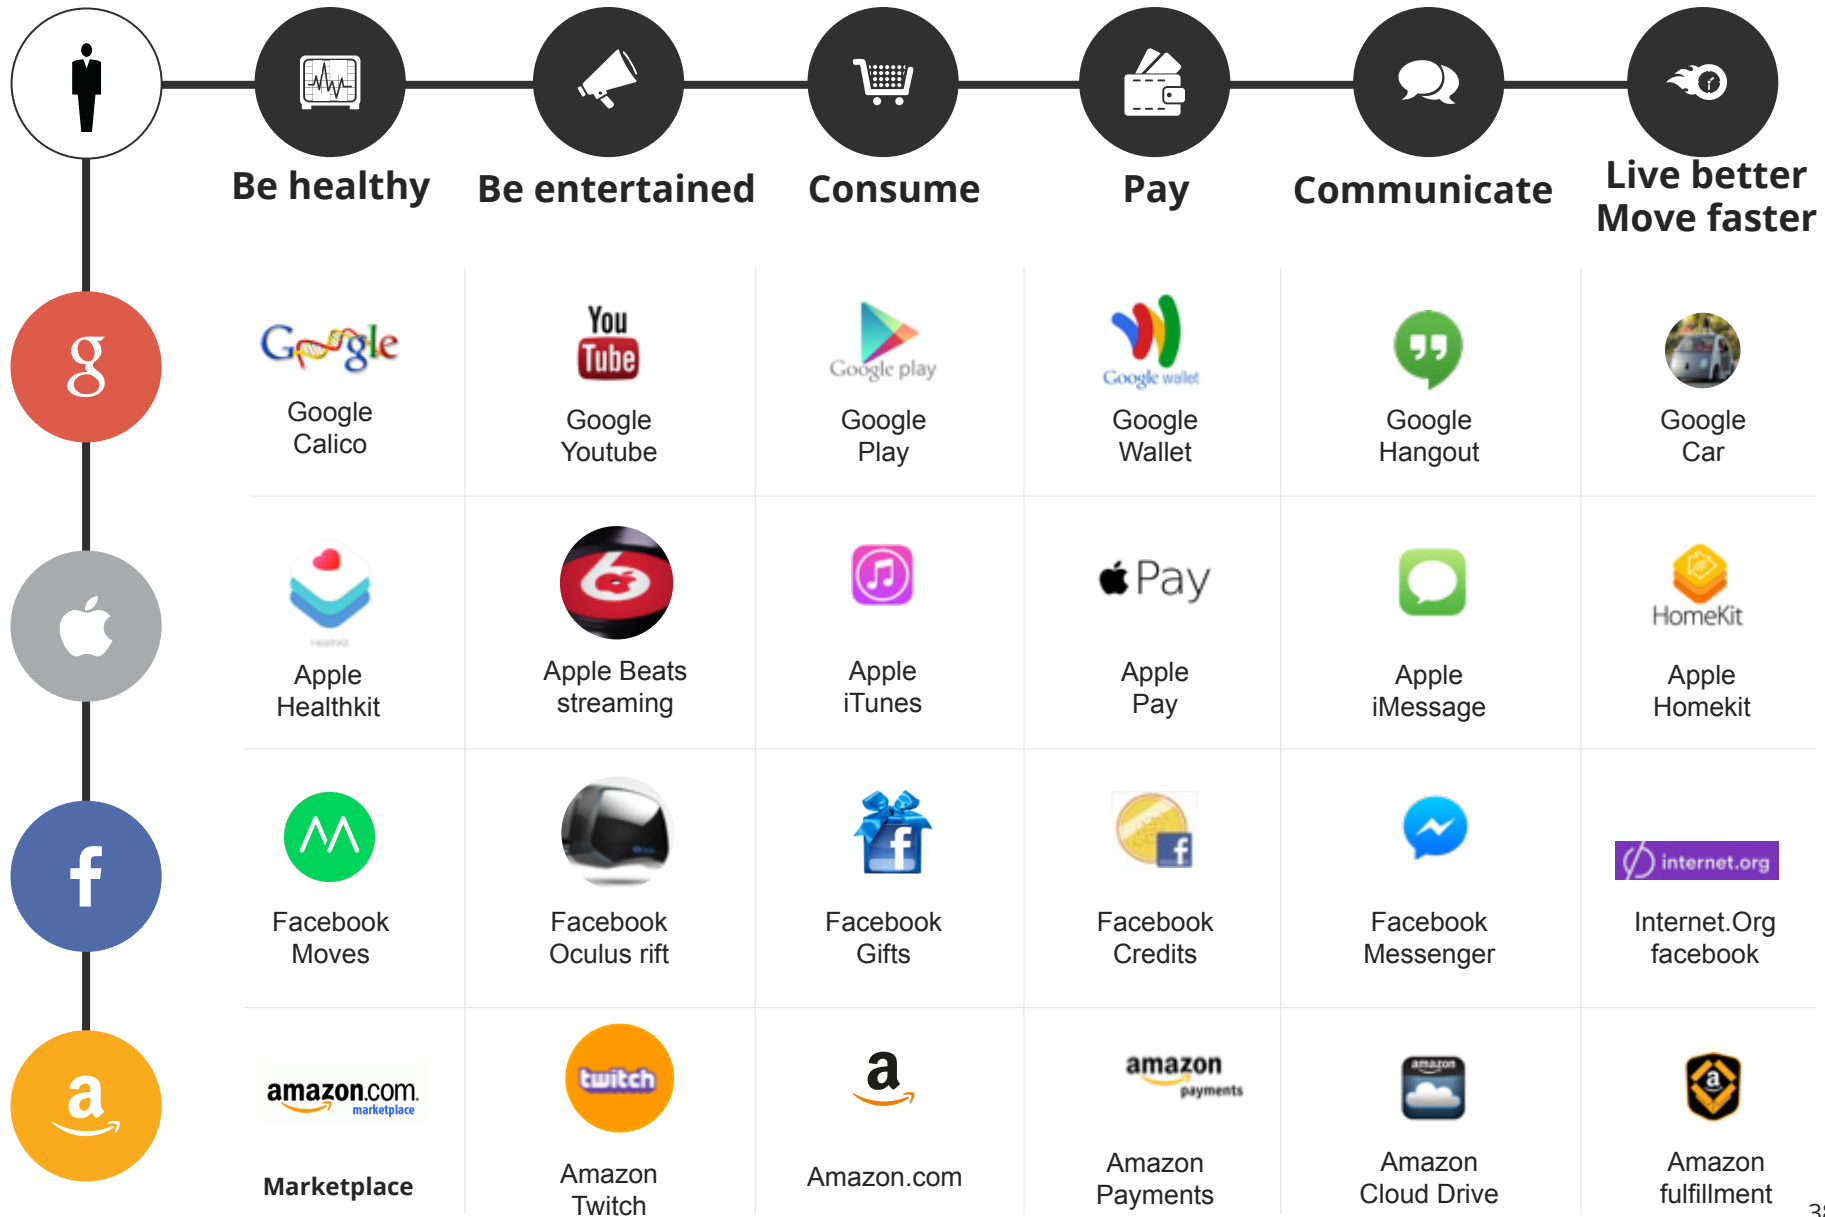 Be healthy
Be entertained
Consume
Pay
Communicate
Live better
Move faster
g
Google
You
Tube
Google play
Google wallet
Google
Calico
Google
Youtube
Google
Play
Google
Wallet
Google
Hangout
Google
Car
HealthKit
Pay
HomeKit
Apple
Healthkit
Apple Beats
streaming
Apple
iTunes
Apple
Pay
Apple
iMessage
Apple
Homekit
f
f
f
internet.org
Facebook
Moves
Facebook
Oculus rift
Facebook
Gifts
Facebook
Credits
Facebook
Messenger
Internet.Org
facebook
a
amazon.com.
marketplace
twitch
a
amazon
payments
amazon
a
Marketplace
Amazon
Twitch
Amazon.com
Amazon
Payments
Amazon
Cloud Drive
Amazon
fulfillment